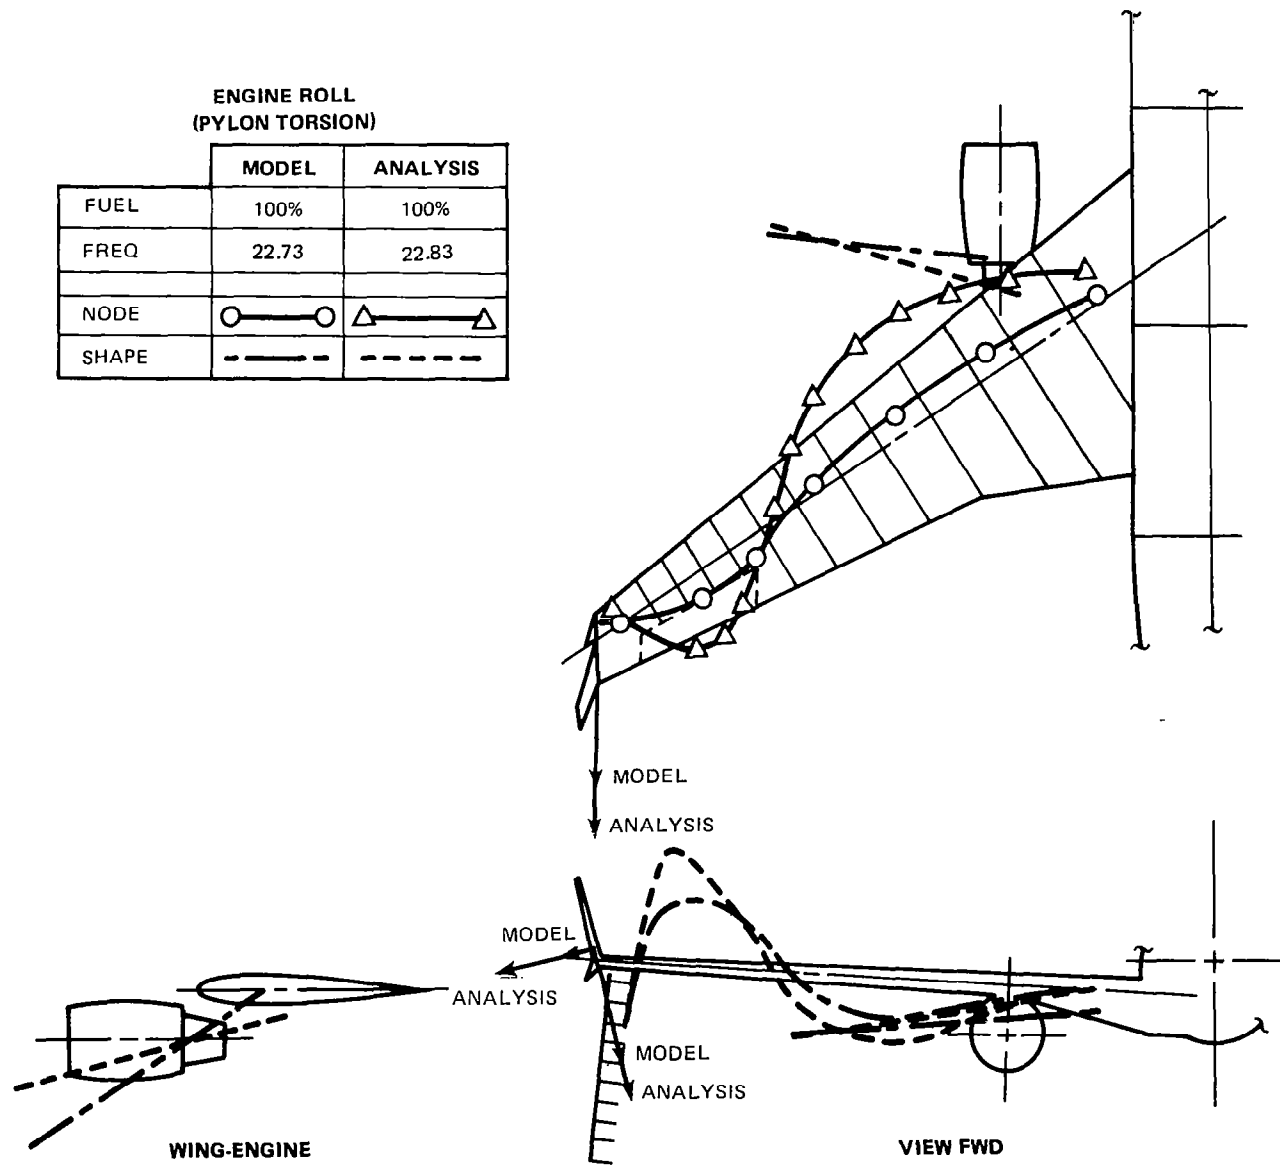 ENGINE ROLL
(PYLON TORSION)
MODEL ANALYSIS
FUEL 100% 100%
FREQ 22.73 22.83
NODE
SHAPE
MODEL
ANALYSIS
MODEL
ANALYSIS
MODEL
ANALYSIS
WING-ENGINE
VIEW FWD